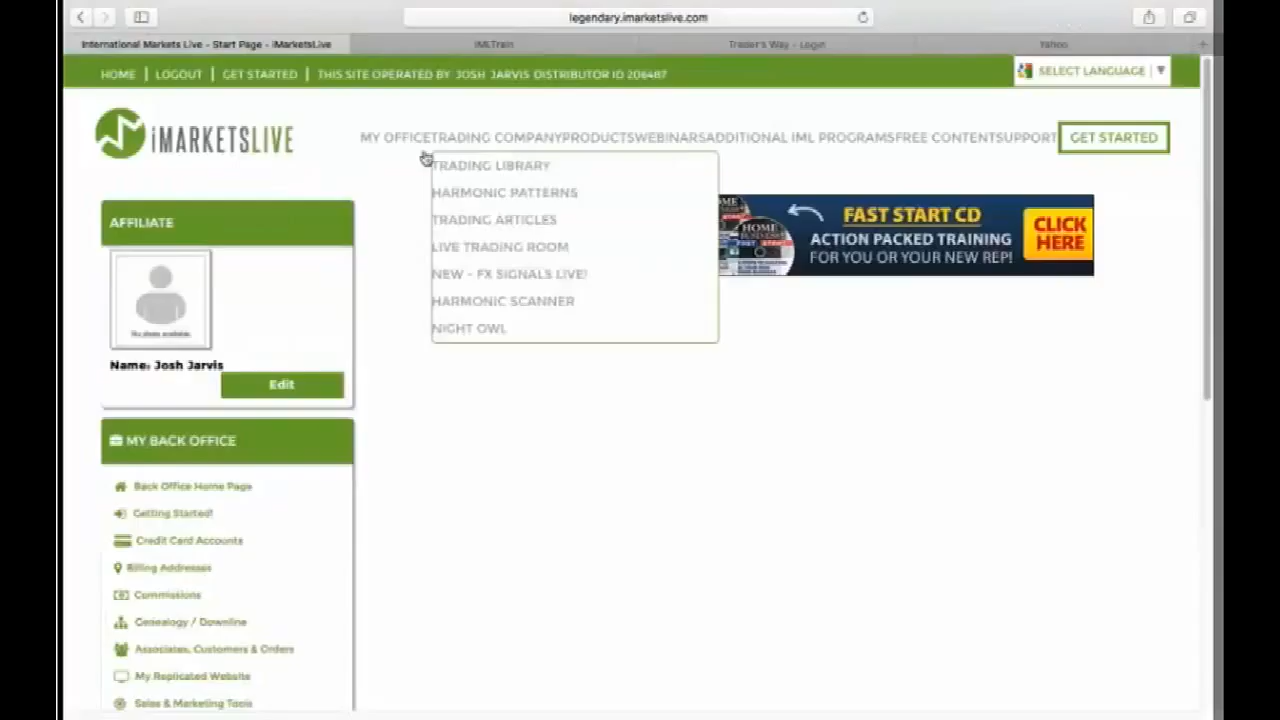 legendary.imarketslive.com
International Markets Live - Start Page - iMarketsLive
IMLTrain
Trader's Way - Login
Yahoo
HOME | LOGOUT | GET STARTED | THIS SITE OPERATED BY JOSH JARVIS DISTRIBUTOR ID 206487
SELECT LANGUAGE
iMARKETSLIVE
MY OFFICETRADING COMPANYPRODUCTSWEBINARSADDITIONAL IML PROGRAMSFREE CONTENTSUPPORT
GET STARTED
TRADING LIBRARY
HARMONIC PATTERNS
TRADING ARTICLES
LIVE TRADING ROOM
NEW - FX SIGNALS LIVE!
HARMONIC SCANNER
NIGHT OWL
FAST START CD
ACTION PACKED TRAINING
FOR YOU OR YOUR NEW REP!
CLICK
HERE
HOME
AFFILIATE
No photo available.
Name: Josh Jarvis
Edit
MY BACK OFFICE
Back Office Home Page
Getting Started!
Credit Card Accounts
Billing Addresses
Commissions
Genealogy / Downline
Associates, Customers & Orders
My Replicated Website
Sales & Marketing Tools